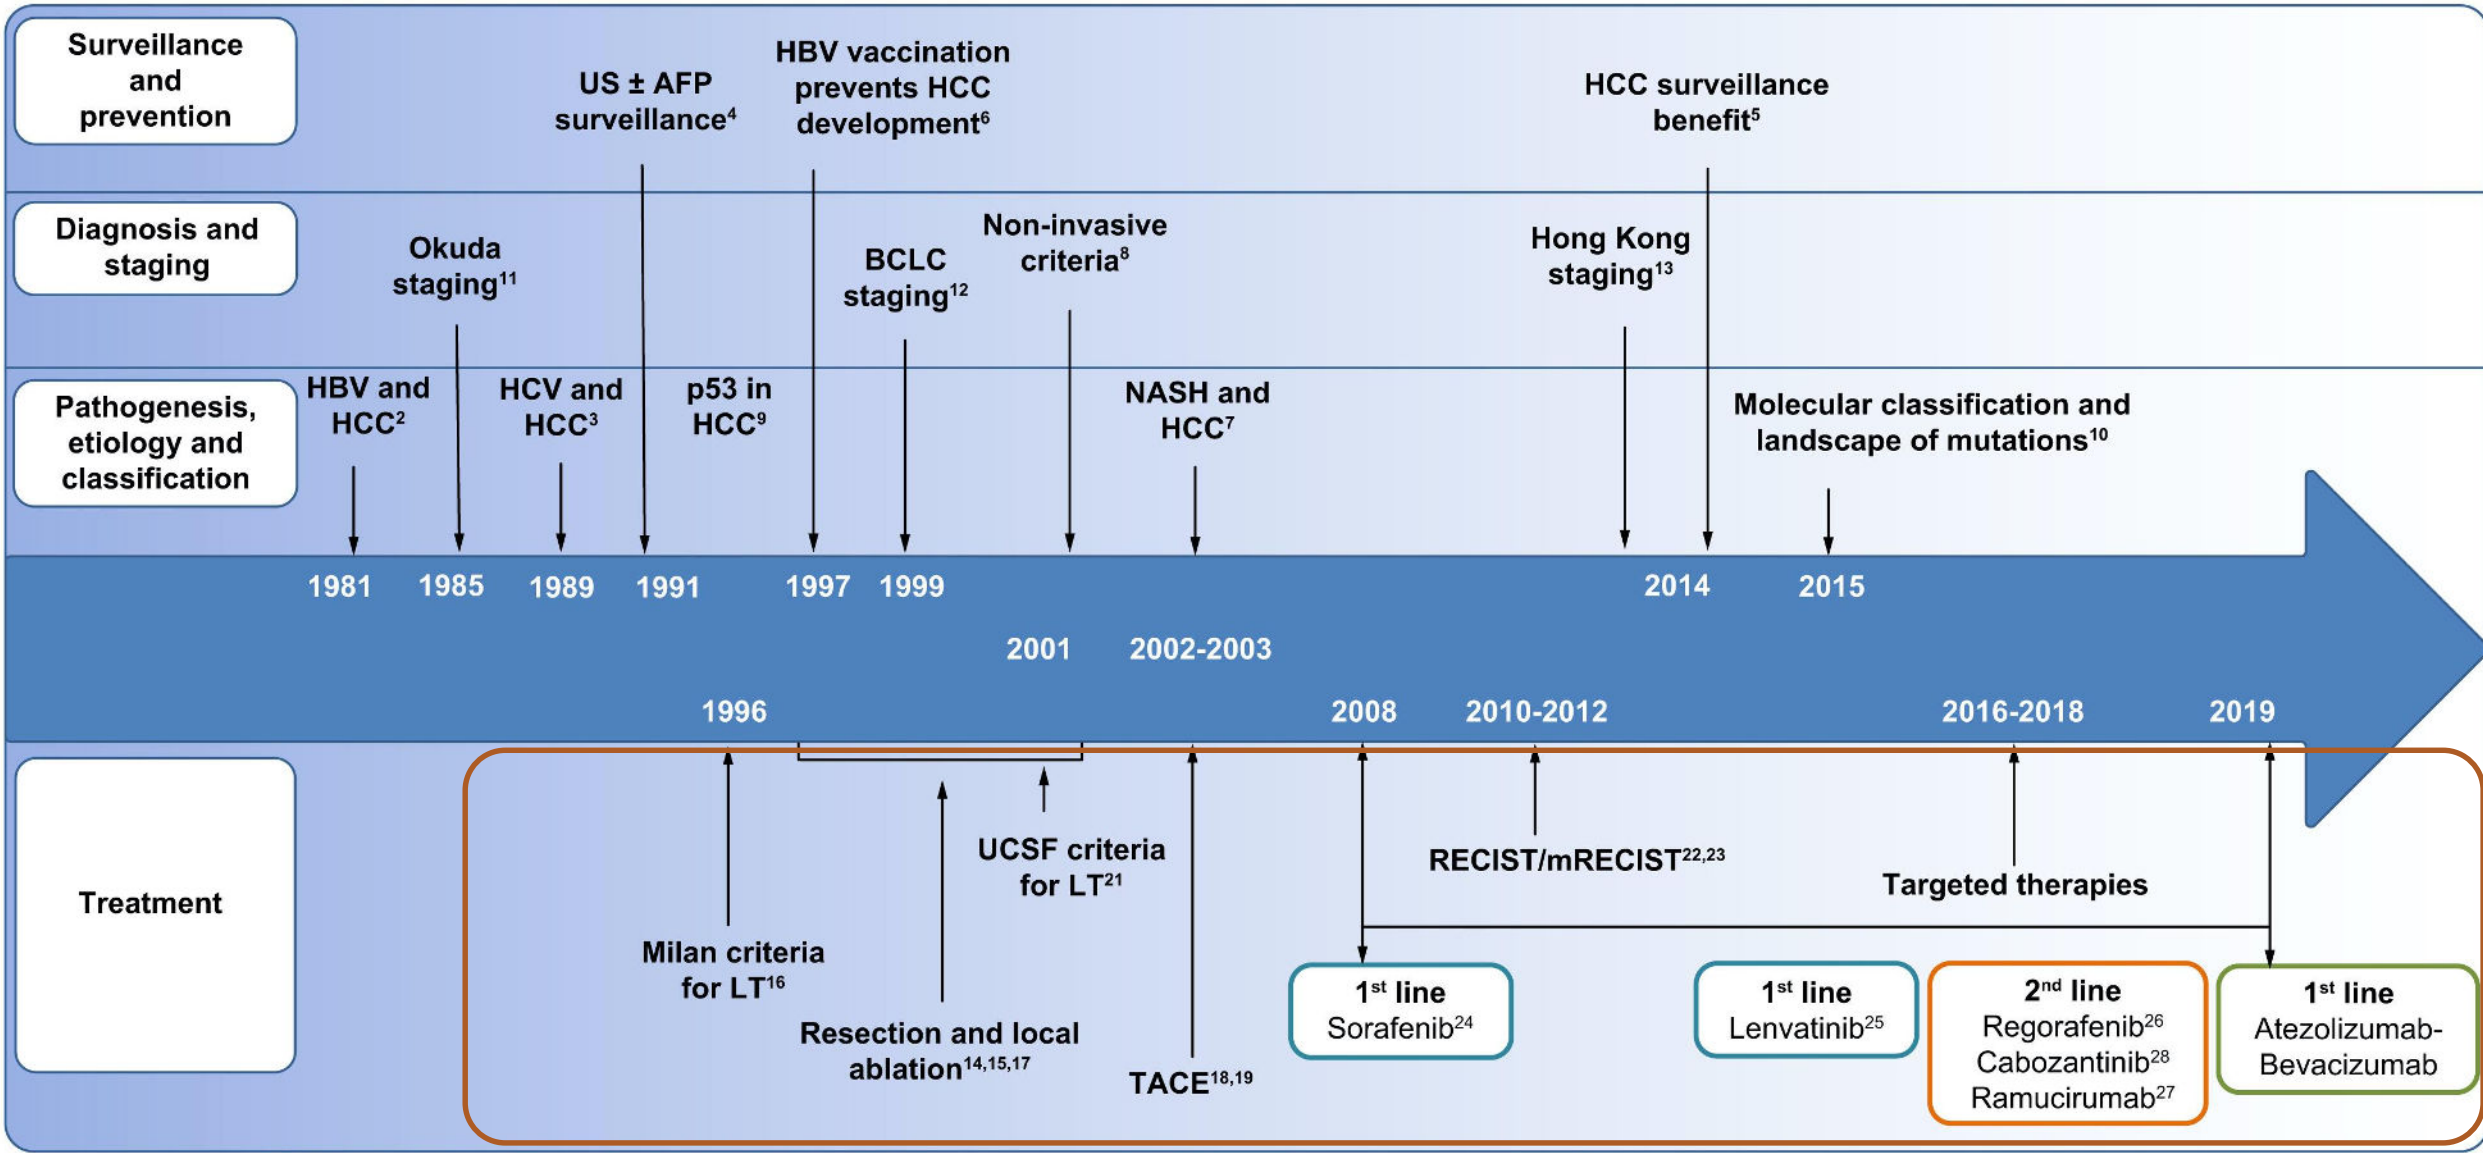 Surveillance
and
prevention
US ± AFP
surveillance⁴
HBV vaccination
prevents HCC
development⁶
HCC surveillance
benefit⁵
Diagnosis and
staging
Okuda
staging¹¹
BCLC
staging¹²
Non-invasive
criteria⁸
Hong Kong
staging¹³
Pathogenesis,
etiology and
classification
HBV and
HCC²
HCV and
HCC³
p53 in
HCC⁹
NASH and
HCC⁷
Molecular classification and
landscape of mutations¹⁰
1981
1985
1989
1991
1997
1999
2014
2015
2001
2002-2003
1996
2008
2010-2012
2016-2018
2019
Treatment
Milan criteria
for LT¹⁶
Resection and local
ablation¹⁴,¹⁵,¹⁷
UCSF criteria
for LT²¹
TACE¹⁸,¹⁹
RECIST/mRECIST²²,²³
Targeted therapies
1st line
Sorafenib²⁴
1st line
Lenvatinib²⁵
2nd line
Regorafenib²⁶
Cabozantinib²⁸
Ramucirumab²⁷
1st line
Atezolizumab-
Bevacizumab